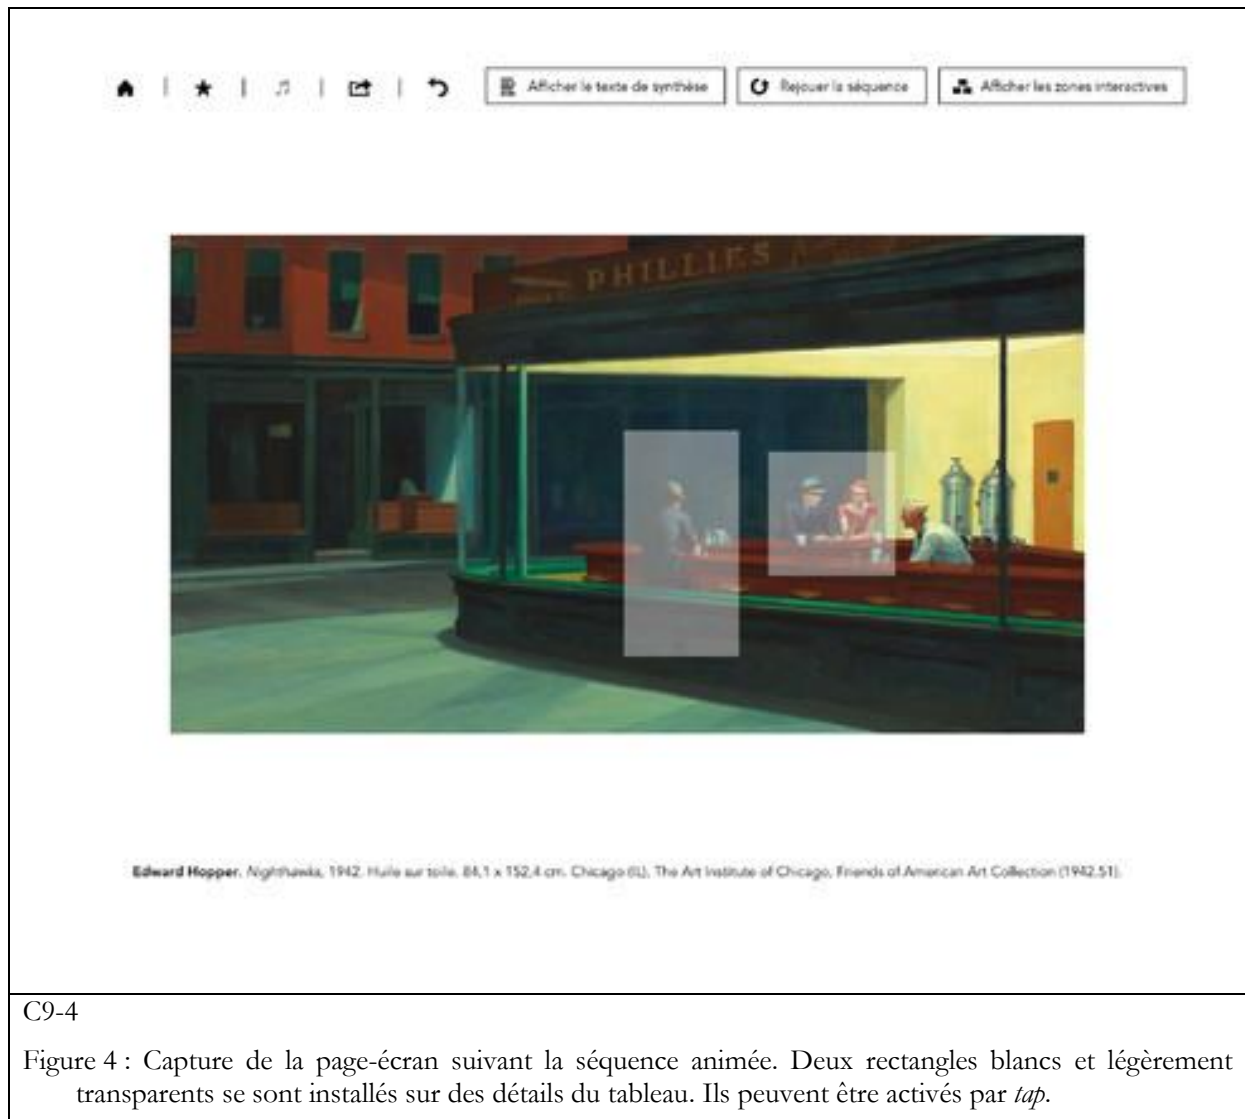 Afficher le texte de synthèse Rejouer la séquence Afficher les zones interactives
PHILLIES
Edward Hopper. Nighthawks, 1942. Huile sur toile. 84,1 x 152,4 cm. Chicago (IL), The Art Institute of Chicago, Friends of American Art Collection (1942.51).
C9-4
Figure 4 : Capture de la page-écran suivant la séquence animée. Deux rectangles blancs et légèrement
transparents se sont installés sur des détails du tableau. Ils peuvent être activés par tap.